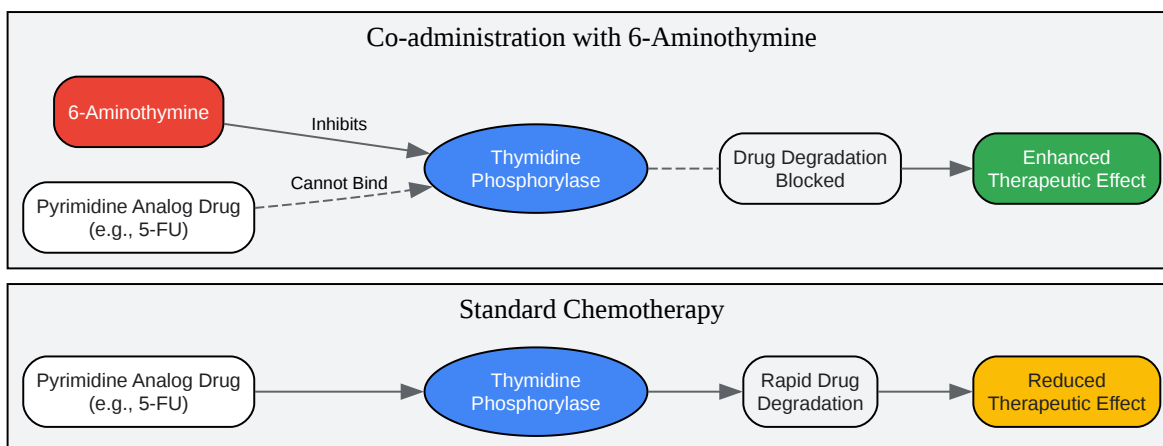 Co-administration with 6-Aminothymine
6-Aminothymine
Inhibits
Thymidine
Phosphorylase
Drug Degradation
Blocked
Enhanced
Therapeutic Effect
Cannot Bind
Pyrimidine Analog Drug
(e.g., 5-FU)
Standard Chemotherapy
Pyrimidine Analog Drug
(e.g., 5-FU)
Thymidine
Phosphorylase
Rapid Drug
Degradation
Reduced
Therapeutic Effect